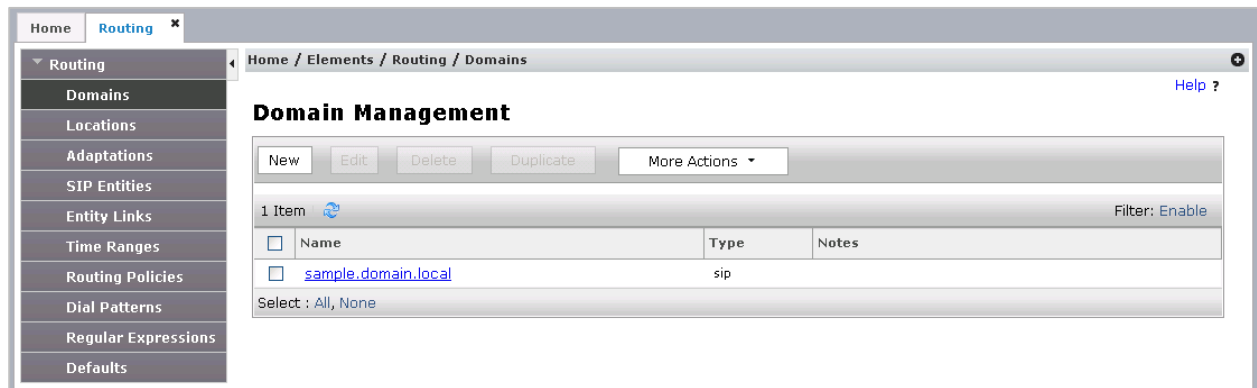 Home Routing ×
Routing
Domains
Locations
Adaptations
SIP Entities
Entity Links
Time Ranges
Routing Policies
Dial Patterns
Regular Expressions
Defaults
Home / Elements / Routing / Domains
Help ?
Domain Management
New Edit Delete Duplicate More Actions
1 Item Filter: Enable
Name Type Notes
sample.domain.local sip
Select : All, None